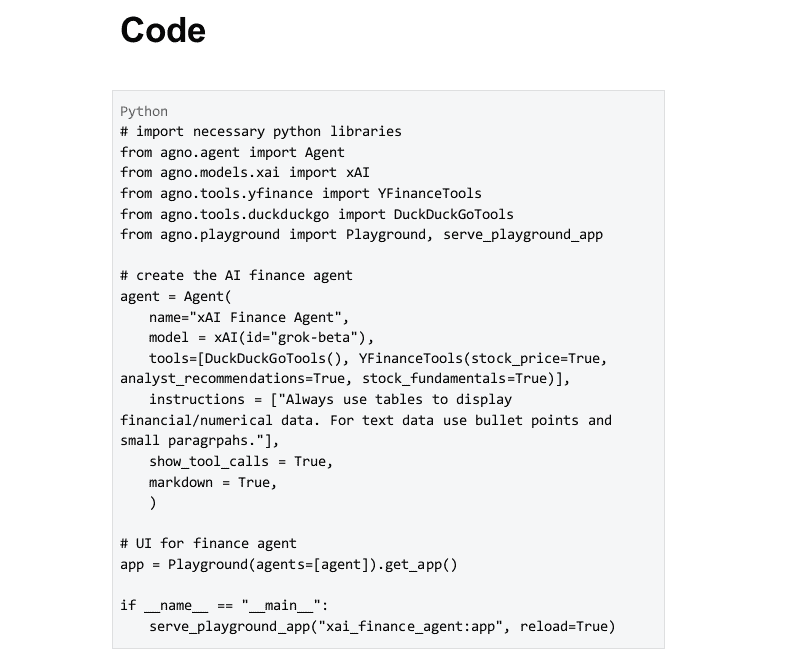 Code
Python
# import necessary python libraries
from agno.agent import Agent
from agno.models.xai import xAI
from agno.tools.yfinance import YFinanceTools
from agno.tools.duckduckgo import DuckDuckGoTools
from agno.playground import Playground, serve_playground_app
# create the AI finance agent
agent = Agent(
name="xAI Finance Agent",
model = xAI(id="grok-beta"),
tools=[DuckDuckGoTools(), YFinanceTools(stock_price=True,
analyst_recommendations=True, stock_fundamentals=True)],
instructions = ["Always use tables to display
financial/numerical data. For text data use bullet points and
small paragrpahs."],
show_tool_calls = True,
markdown = True,
)
# UI for finance agent
app = Playground(agents=[agent]).get_app()
if __name__ == "__main__":
serve_playground_app("xai_finance_agent:app", reload=True)